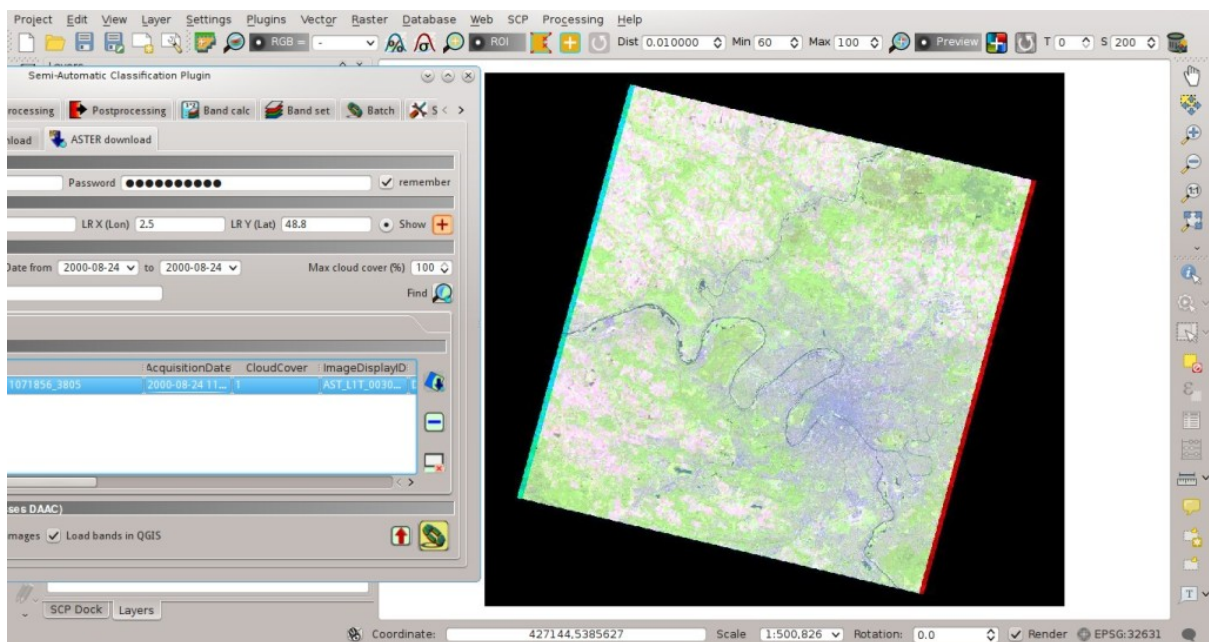 Project Edit View Layer Settings Plugins Vector Raster Database Web SCP Processing Help
RGB = - ROI Dist 0.010000 Min 60 Max 100 Preview T 0 S 200
Layers
Semi-Automatic Classification Plugin
rocessing Postprocessing Band calc Band set Batch S
nload ASTER download
Password ●●●●●●●●●● remember
LR X (Lon) 2.5 LR Y (Lat) 48.8 Show
Date from 2000-08-24 to 2000-08-24 Max cloud cover (%) 100
Find
AcquisitionDate CloudCover ImageDisplayID
1071856_3805 2000-08-24 11... 1 AST_L1T_0030... D
ses DAAC)
mages Load bands in QGIS
SCP Dock Layers
Coordinate: 427144,5385627 Scale 1:500,826 Rotation: 0.0 Render EPSG:32631